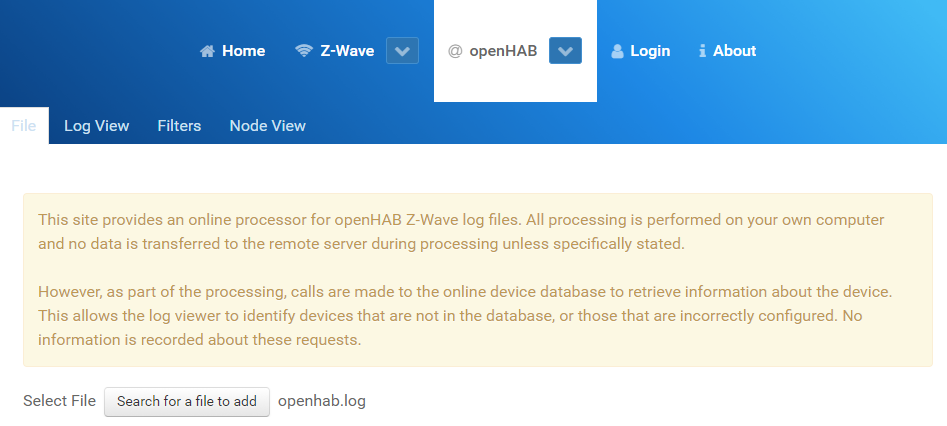 Home Z-Wave @ openHAB Login About
File Log View Filters Node View
This site provides an online processor for openHAB Z-Wave log files. All processing is performed on your own computer
and no data is transferred to the remote server during processing unless specifically stated.
However, as part of the processing, calls are made to the online device database to retrieve information about the device.
This allows the log viewer to identify devices that are not in the database, or those that are incorrectly configured. No
information is recorded about these requests.
Select File Search for a file to add openhab.log